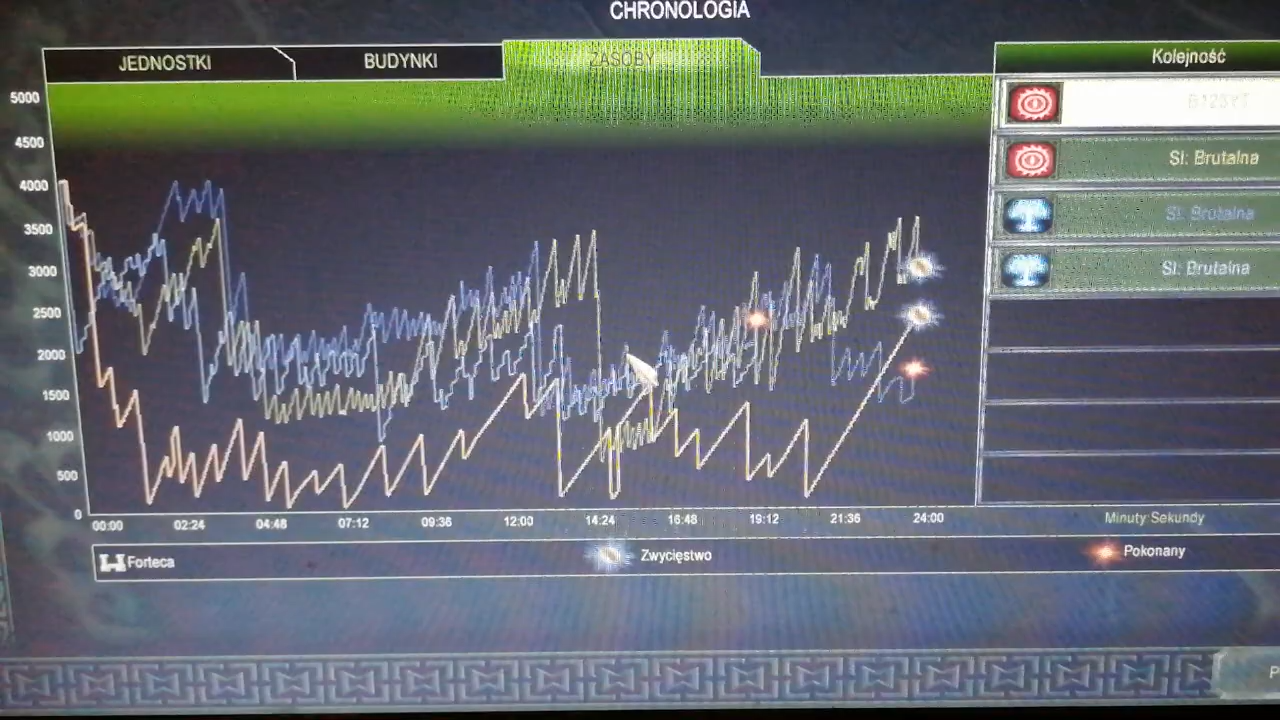 CHRONOLOGIA
JEDNOSTKI
BUDYNKI
ZASOBY
Kolejność
SI: Brutalna
SI: Brutalna
SI: Brutalna
5000
4500
4000
3500
3000
2500
2000
1500
1000
500
0
00:00 02:24 04:48 07:12 09:36 12:00 14:24 16:48 19:12 21:36 24:00
Minuty:Sekundy
Forteca
Zwycięstwo
Pokonany